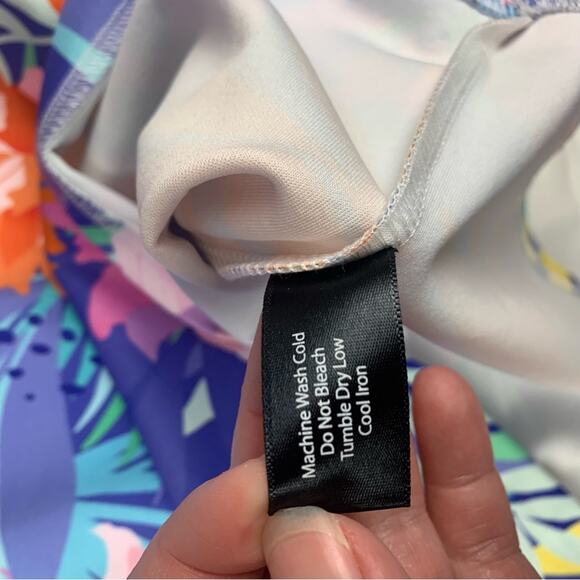 Machine Wash Cold
Do Not Bleach
Tumble Dry Low
Cool Iron